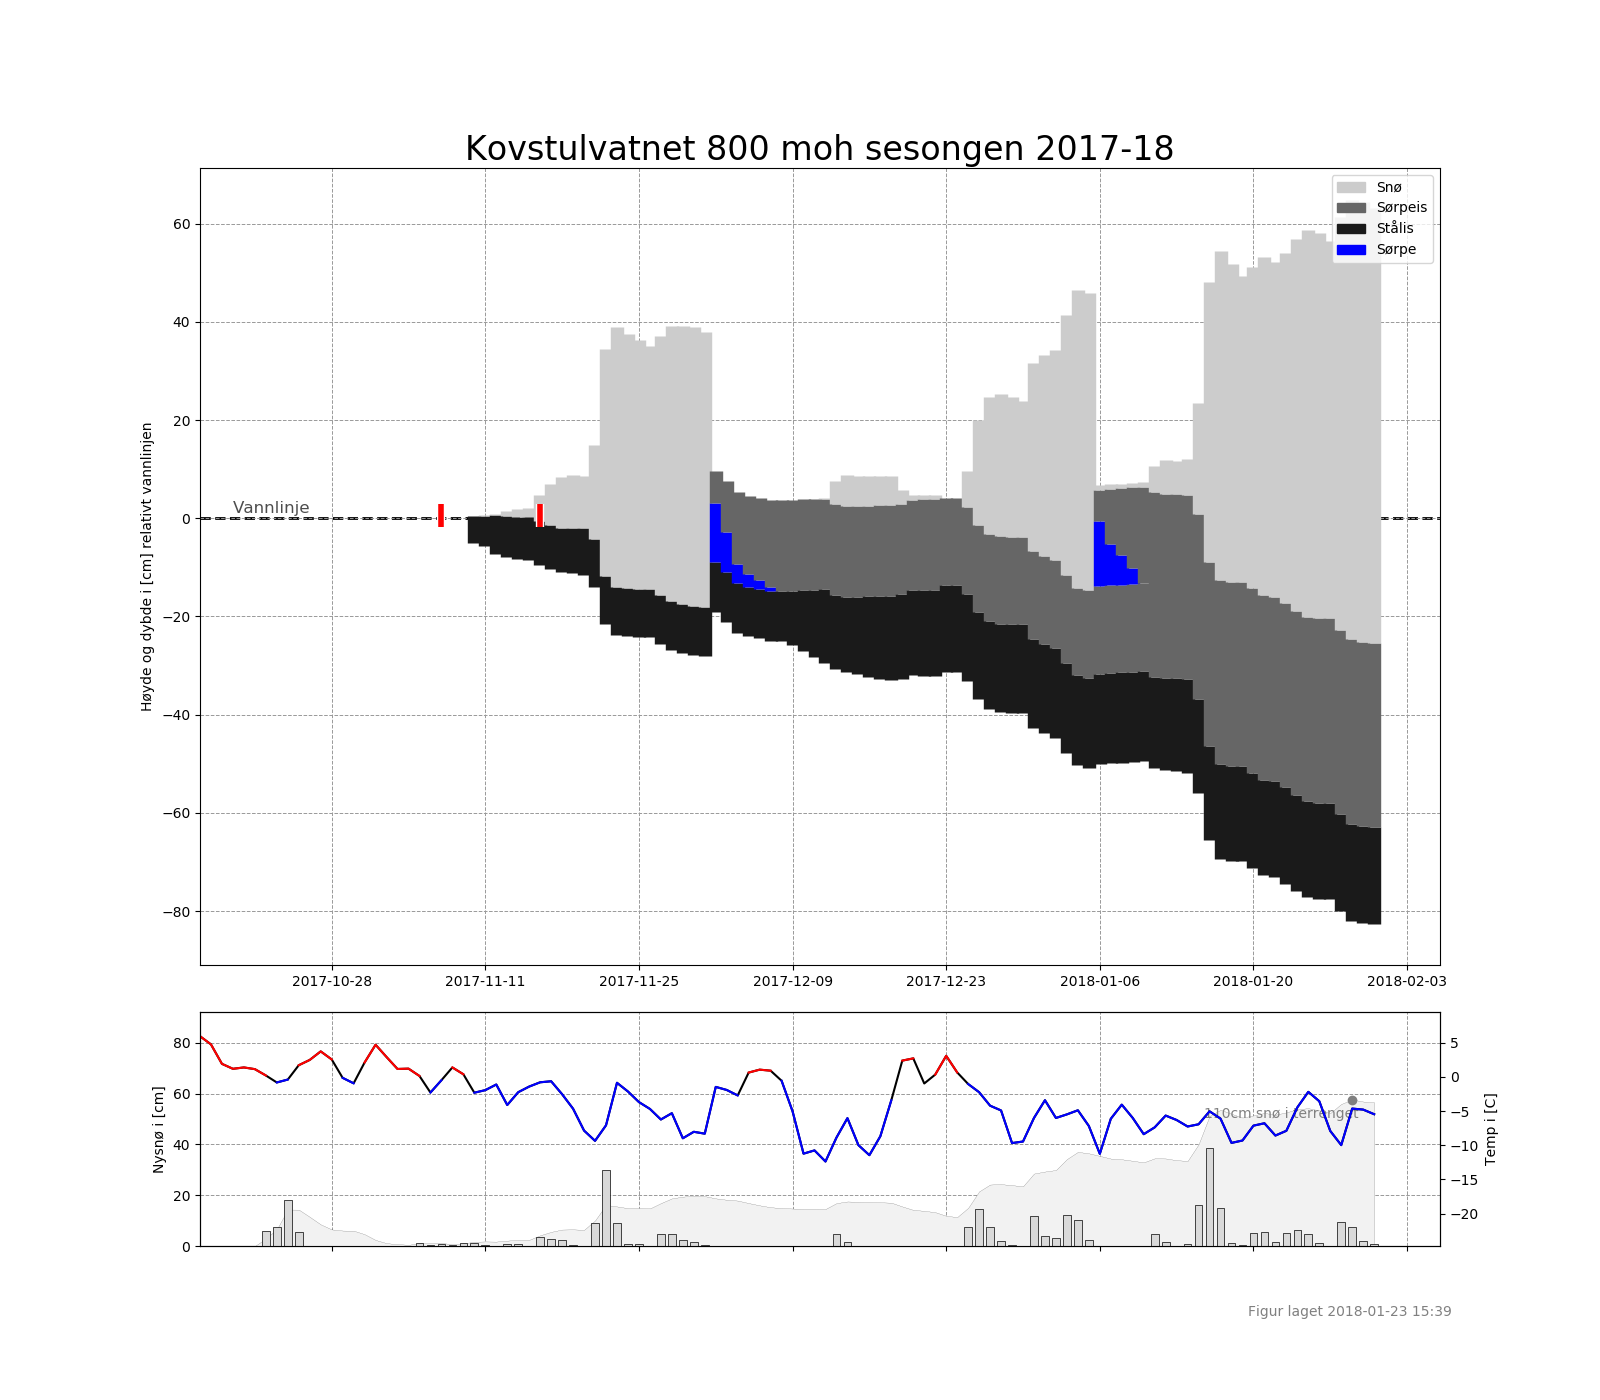 Kovstulvatnet 800 moh sesongen 2017-18
Snø
Sørpeis
Stålis
Sørpe
Høyde og dybde i [cm] relativt vannlinjen
60
40
20
0
−20
−40
−60
−80
Vannlinje
2017-10-28 2017-11-11 2017-11-25 2017-12-09 2017-12-23 2018-01-06 2018-01-20 2018-02-03
Nysnø i [cm]
80
60
40
20
0
110cm snø i terrenget
5
0
−5
−10
−15
−20
Temp i [C]
Figur laget 2018-01-23 15:39